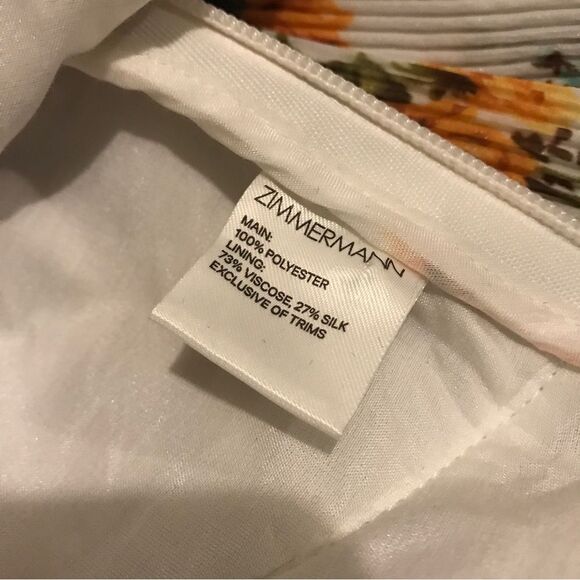 ZIMMERMANN
MAIN:
100% POLYESTER
LINING:
73% VISCOSE, 27% SILK
EXCLUSIVE OF TRIMS